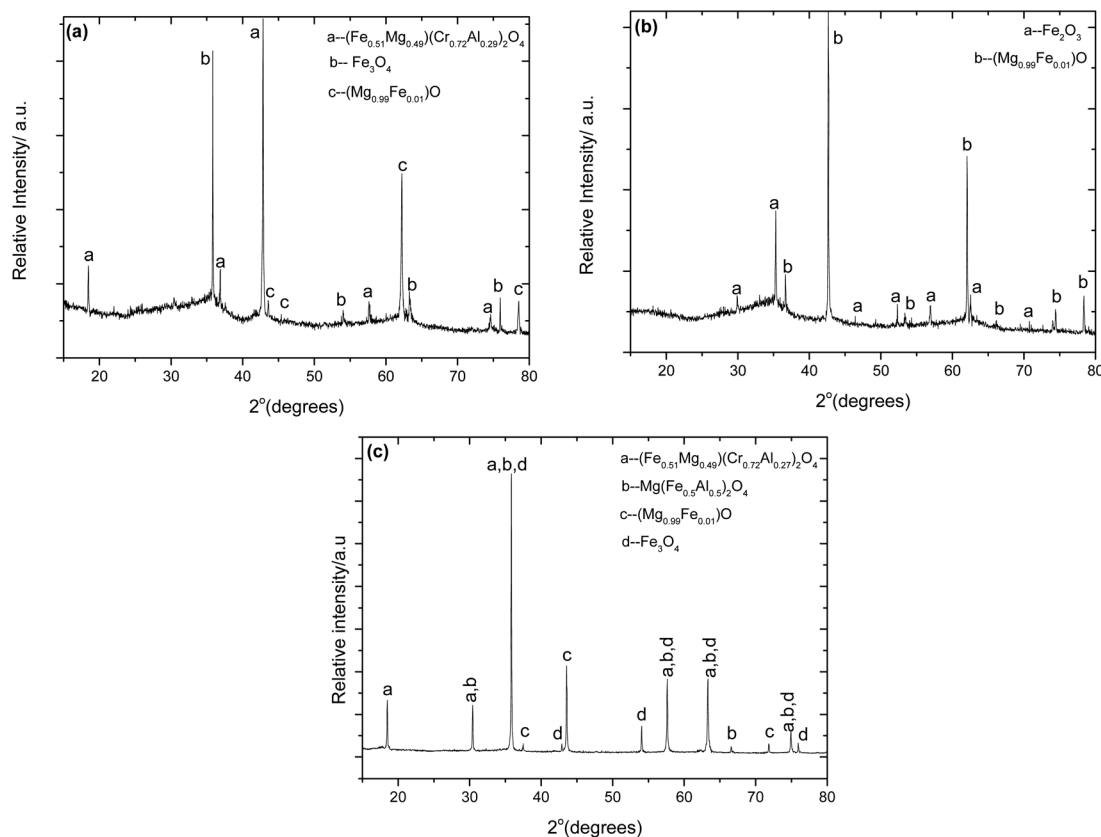 (a)
a--(Fe₀.₅₁Mg₀.₄₉)(Cr₀.₇₂Al₀.₂₉)₂O₄
b-- Fe₃O₄
c--(Mg₀.₉₉Fe₀.₀₁)O
a b a b a c c b a c b a b c
Relative Intensity/ a.u.
20 30 40 50 60 70 80
2°(degrees)
(b)
a--Fe₂O₃
b--(Mg₀.₉₉Fe₀.₀₁)O
a a b b a a b a b a b a b b
Relative Intensity/ a.u.
20 30 40 50 60 70 80
2°(degrees)
(c)
a--(Fe₀.₅₁Mg₀.₄₉)(Cr₀.₇₂Al₀.₂₇)₂O₄
b--Mg(Fe₀.₅Al₀.₅)₂O₄
c--(Mg₀.₉₉Fe₀.₀₁)O
d--Fe₃O₄
a a,b a,b,d c d c d a,b,d a,b,d b c a,b,d d
Relative intensity/a.u
20 30 40 50 60 70 80
2°(degrees)